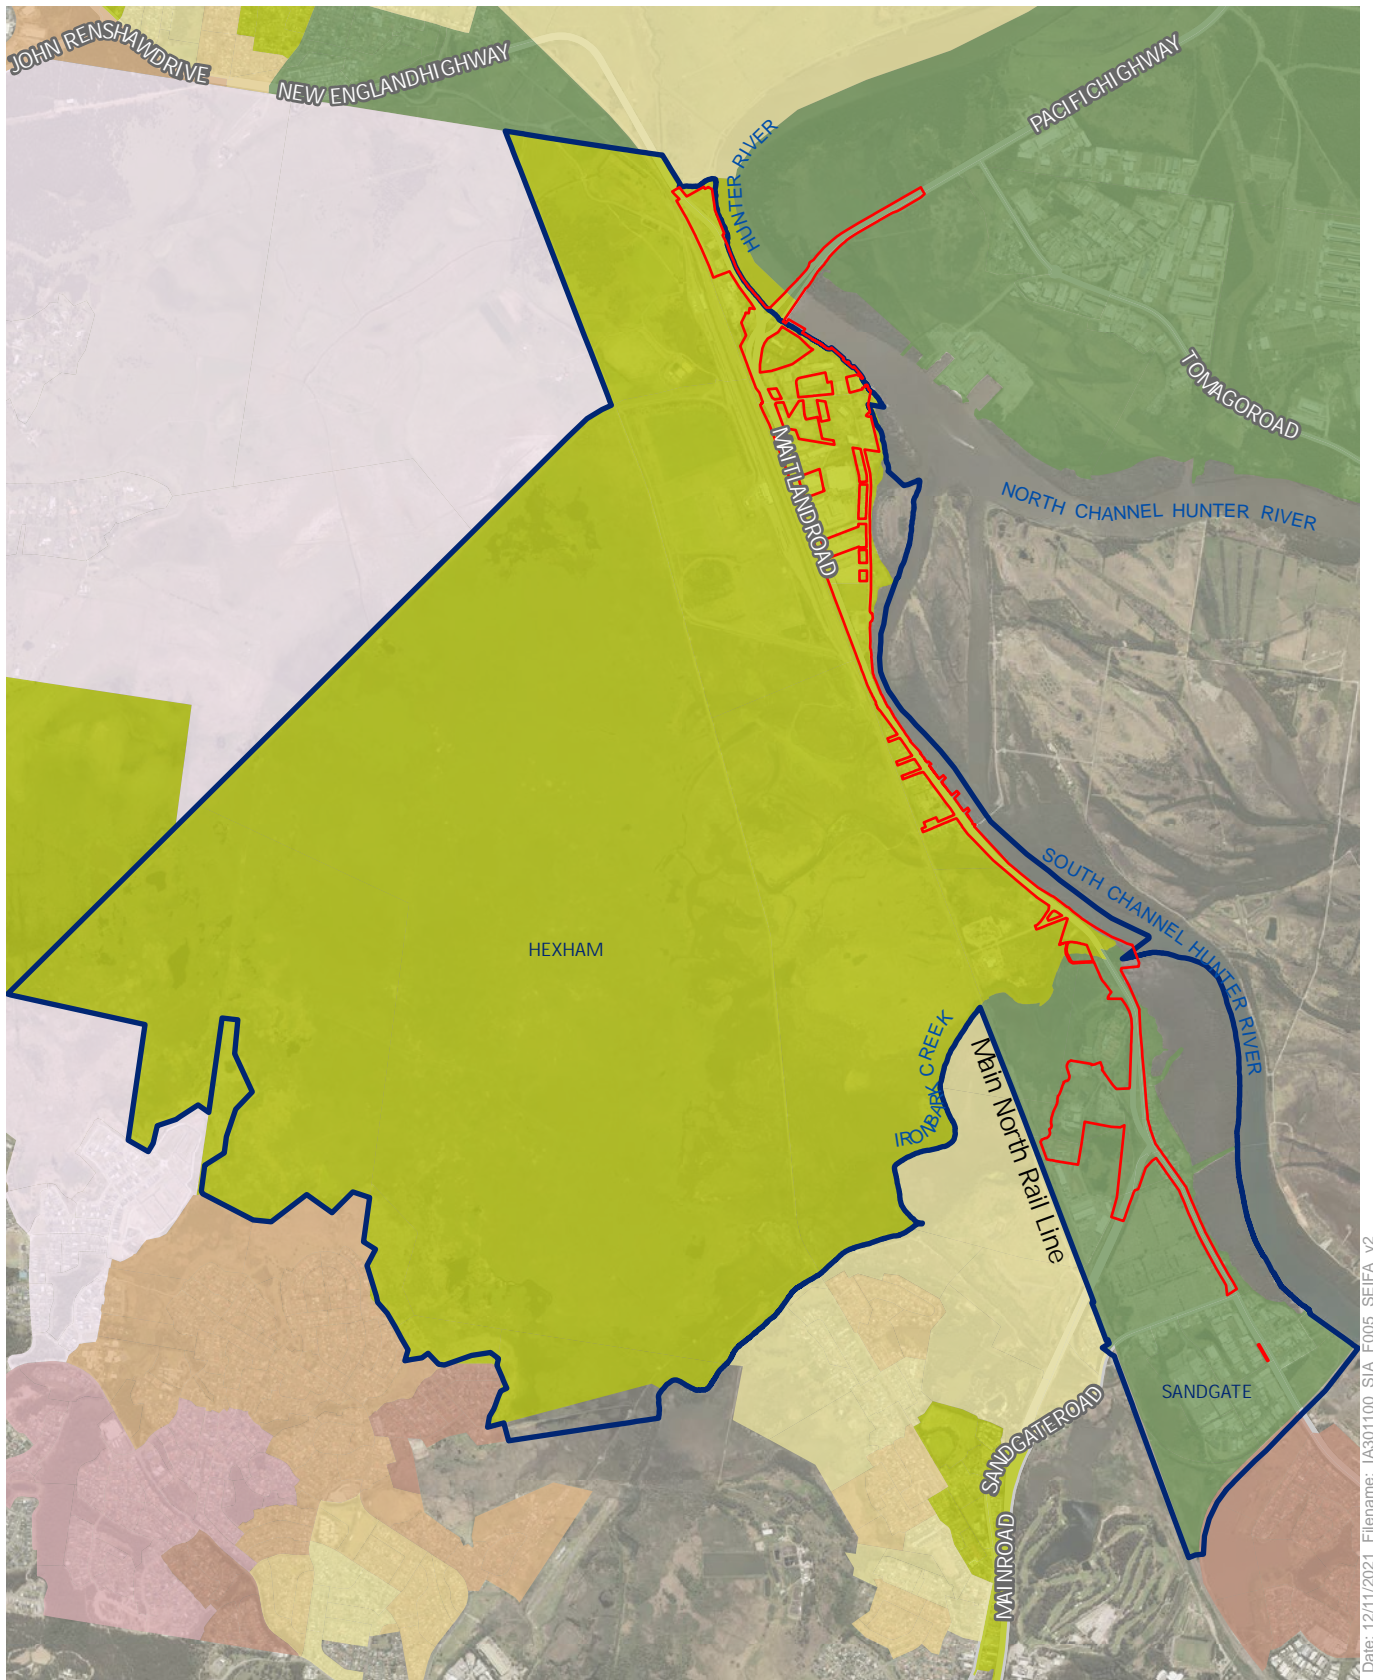 JOHN RENSHAWDRIVE
NEW ENGLANDHIGHWAY
PACIFICHIGHWAY
HUNTER RIVER
TOMAGOROAD
MAITLANDROAD
NORTH CHANNEL HUNTER RIVER
SOUTH CHANNEL HUNTER RIVER
HEXHAM
IRONBARK CREEK
Main North Rail Line
SANDGATE
SANDGATEROAD
MAINROAD
Date: 12/11/2021 Filename: IA301100_SIA_F005_SEIFA_v2